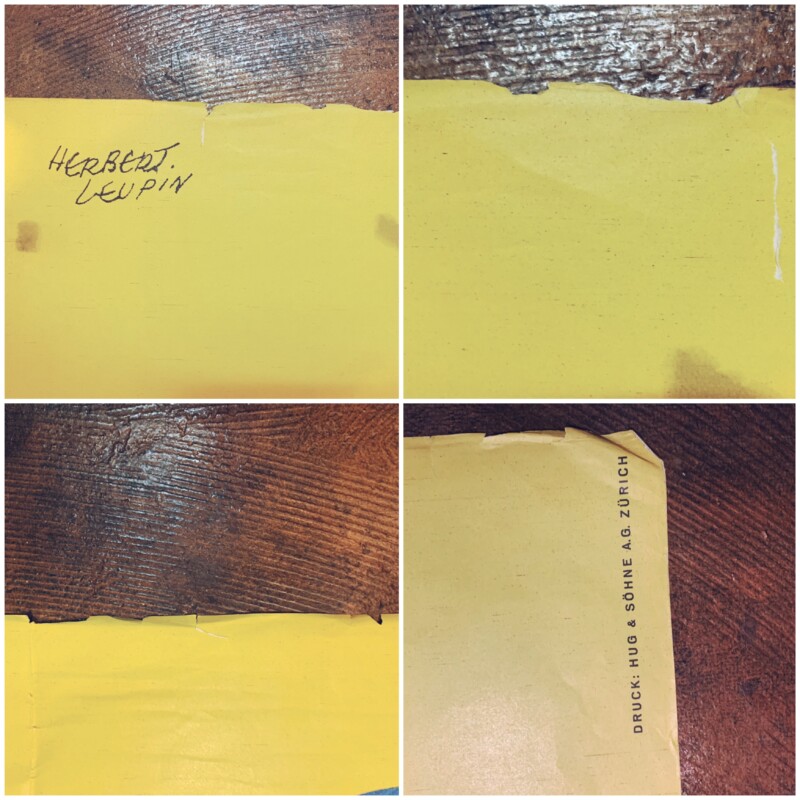 HERBERT.
LEUPIN
DRUCK: HUG & SÖHNE A.G. ZÜRICH